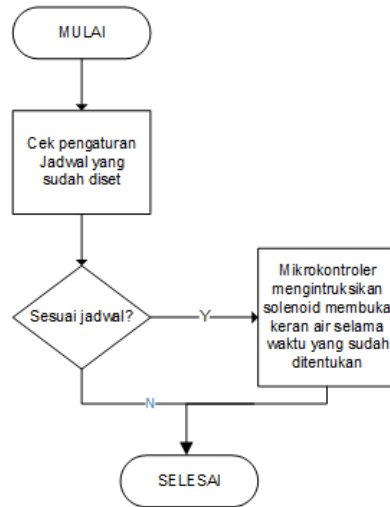 MULAI
Cek pengaturan
Jadwal yang
sudah diset
Sesuai jadwal?
Y
Mikrokontroler
mengintruksikan
solenoid membuka
keran air selama
waktu yang sudah
ditentukan
N
SELESAI